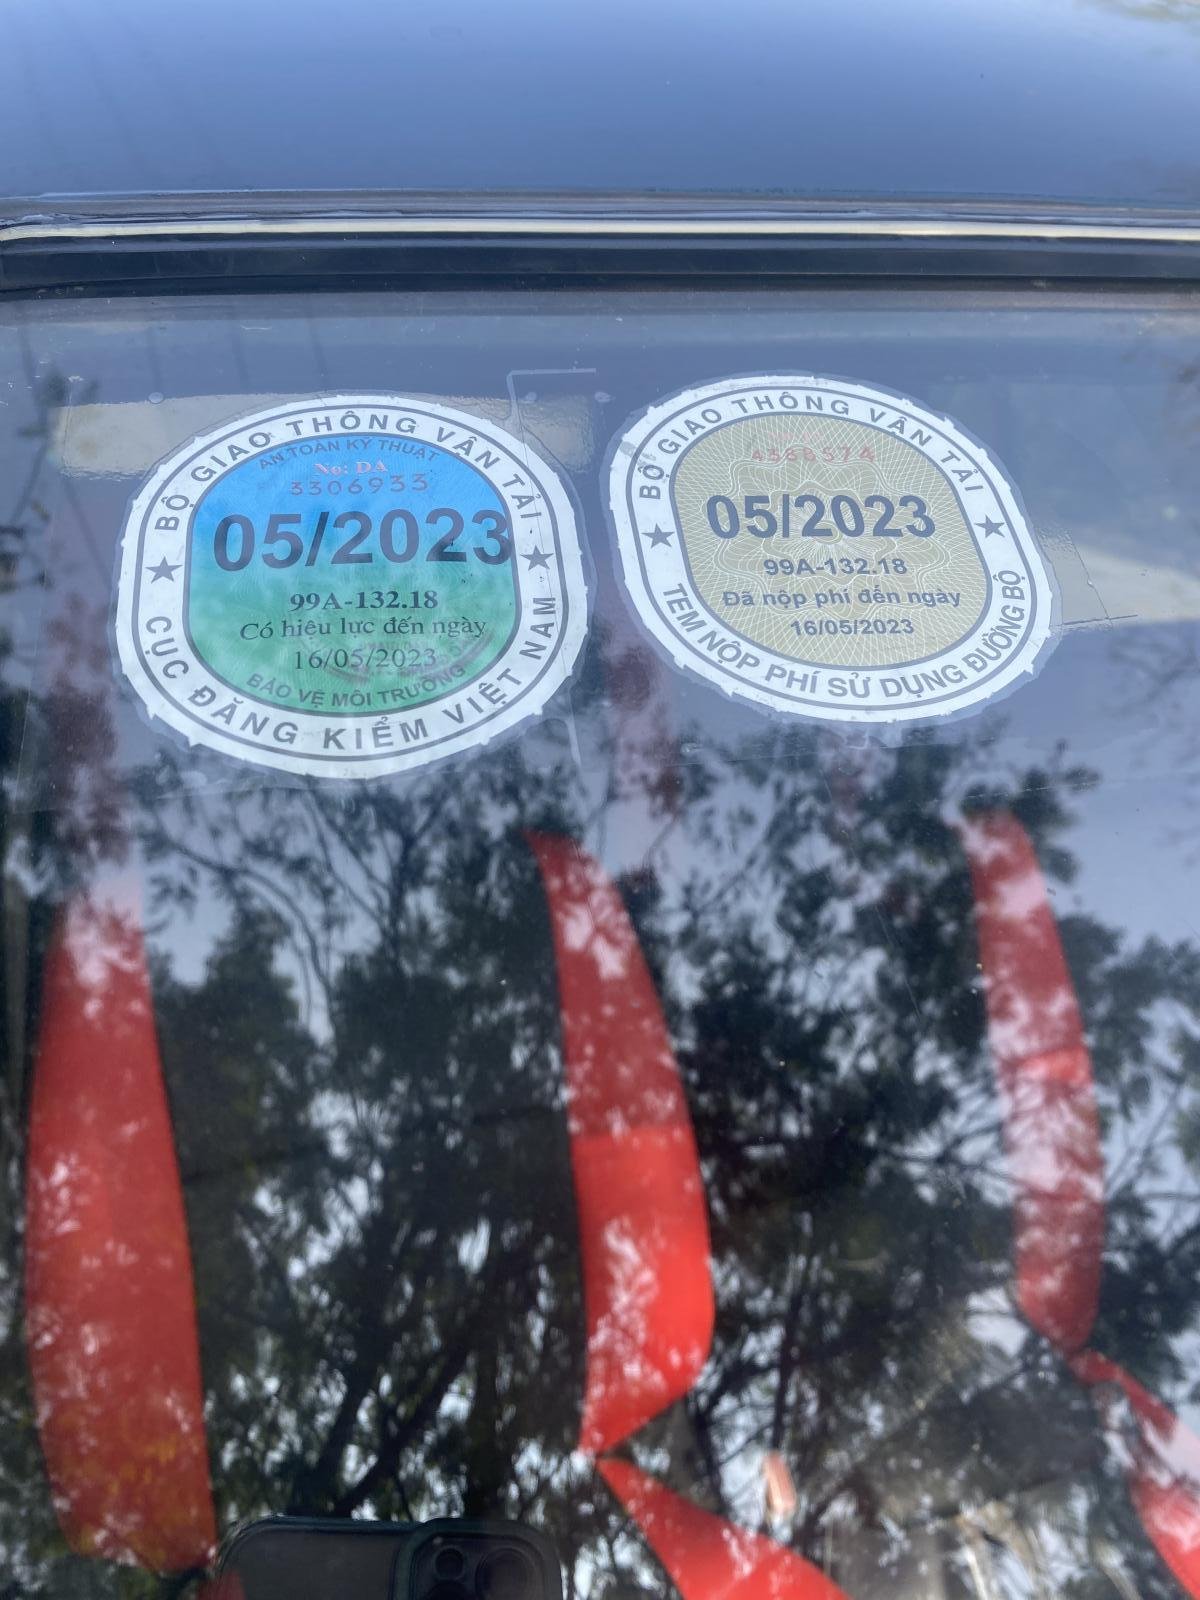 BỘ GIAO THÔNG VẬN TẢI
AN TOÀN KỸ THUẬT
No: DA
3306933
05/2023
99A-132.18
Có hiệu lực đến ngày
16/05/2023
BẢO VỆ MÔI TRƯỜNG
CỤC ĐĂNG KIỂM VIỆT NAM
BỘ GIAO THÔNG VẬN TẢI
05/2023
99A-132.18
Đã nộp phí đến ngày
16/05/2023
TEM NỘP PHÍ SỬ DỤNG ĐƯỜNG BỘ